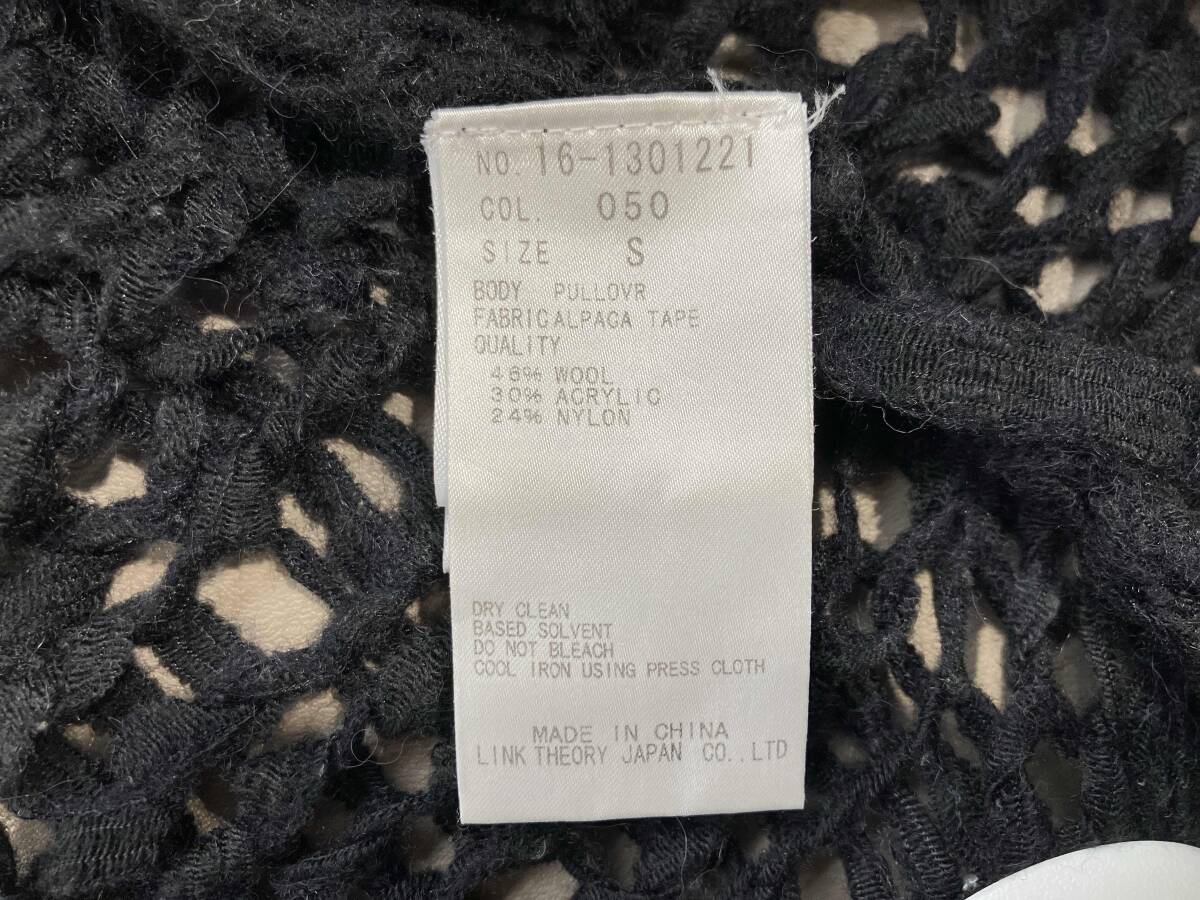 NO. 16-1301221
COL. 050
SIZE S
BODY PULLOVR
FABRICALPACA TAPE
QUALITY
46% WOOL
30% ACRYLIC
24% NYLON
DRY CLEAN
BASED SOLVENT
DO NOT BLEACH
COOL IRON USING PRESS CLOTH
MADE IN CHINA
LINK THEORY JAPAN CO.,LTD